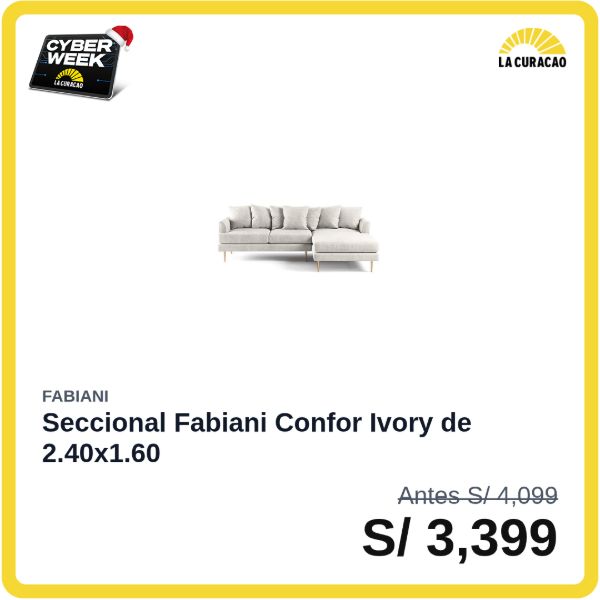 CYBER
WEEK
LA CURACAO
LA CURACAO
FABIANI
Seccional Fabiani Confor Ivory de
2.40x1.60
Antes S/ 4,099
S/ 3,399